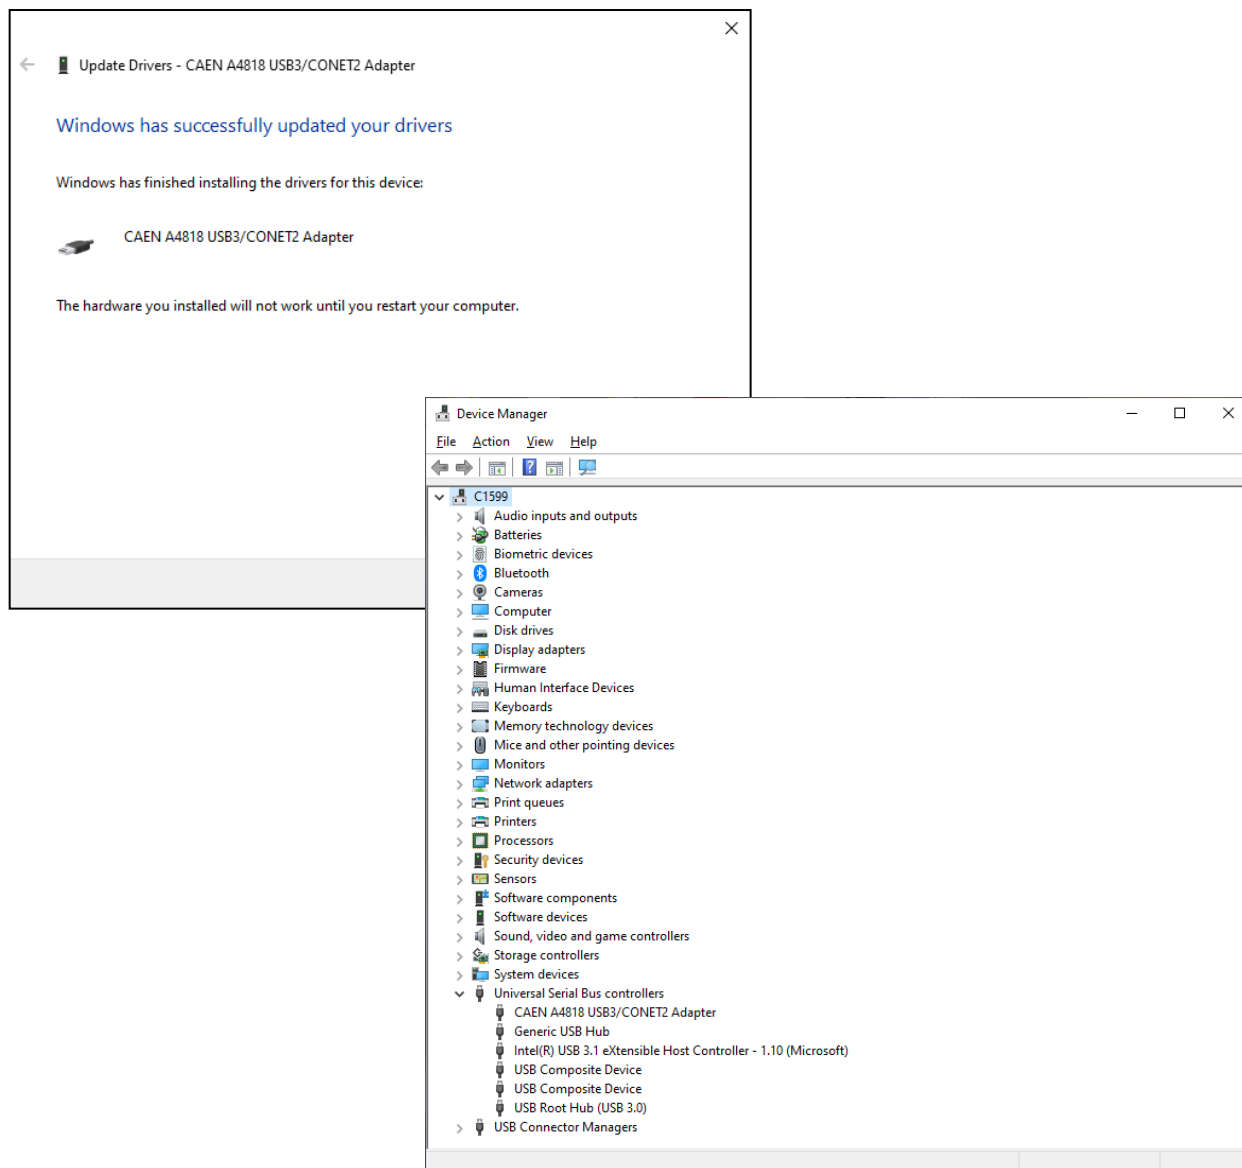 Update Drivers - CAEN A4818 USB3/CONET2 Adapter
Windows has successfully updated your drivers
Windows has finished installing the drivers for this device:
CAEN A4818 USB3/CONET2 Adapter
The hardware you installed will not work until you restart your computer.
Device Manager
File Action View Help
C1599
Audio inputs and outputs
Batteries
Biometric devices
Bluetooth
Cameras
Computer
Disk drives
Display adapters
Firmware
Human Interface Devices
Keyboards
Memory technology devices
Mice and other pointing devices
Monitors
Network adapters
Print queues
Printers
Processors
Security devices
Sensors
Software components
Software devices
Sound, video and game controllers
Storage controllers
System devices
Universal Serial Bus controllers
CAEN A4818 USB3/CONET2 Adapter
Generic USB Hub
Intel(R) USB 3.1 eXtensible Host Controller - 1.10 (Microsoft)
USB Composite Device
USB Composite Device
USB Root Hub (USB 3.0)
USB Connector Managers